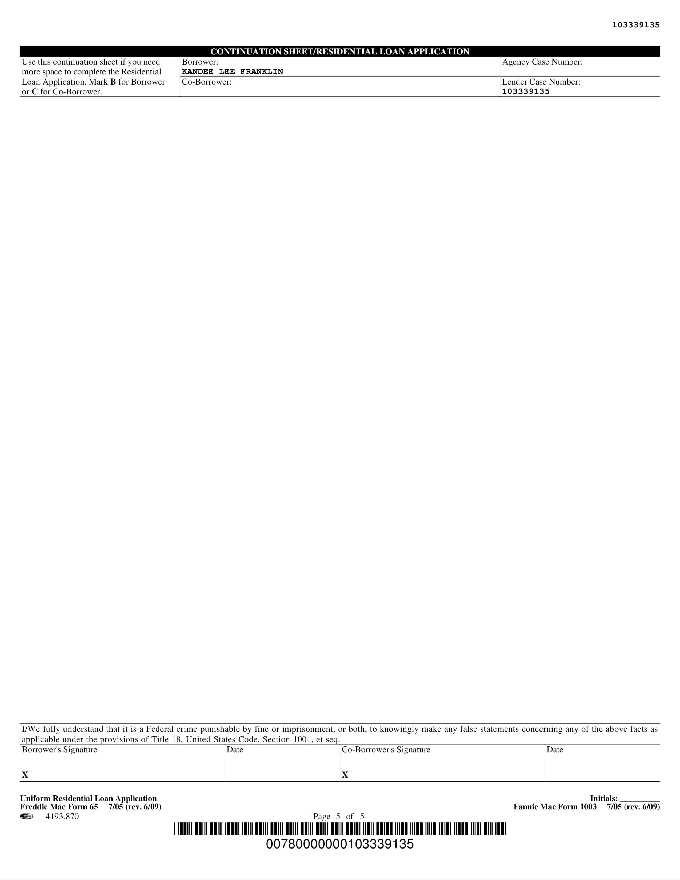 103339135
CONTINUATION SHEET/RESIDENTIAL LOAN APPLICATION
Use this continuation sheet if you need more space to complete the Residential Loan Application. Mark B for Borrower or C for Co-Borrower.
Borrower:
KANDEE LEE FRANKLIN
Agency Case Number:
Co-Borrower:
Lender Case Number:
103339135
I/We fully understand that it is a Federal crime punishable by fine or imprisonment, or both, to knowingly make any false statements concerning any of the above facts as
applicable under the provisions of Title 18, United States Code, Section 1001, et seq.
Borrower's Signature Date Co-Borrower's Signature Date
X X
Uniform Residential Loan Application Initials:
Freddie Mac Form 65 7/05 (rev. 6/09) Fannie Mae Form 1003 7/05 (rev. 6/09)
4193.870 Page 5 of 5
00780000000103339135